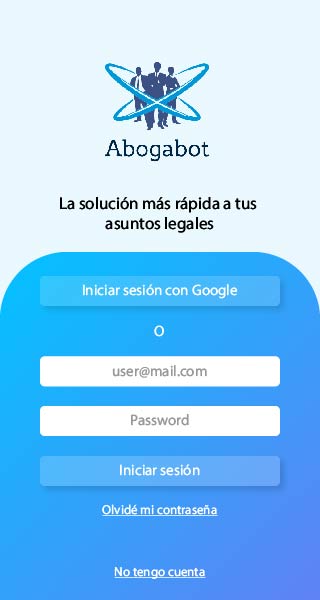 Abogabot
La solución más rápida a tus
asuntos legales
Iniciar sesión con Google
O
user@mail.com
Password
Iniciar sesión
Olvidé mi contraseña
No tengo cuenta